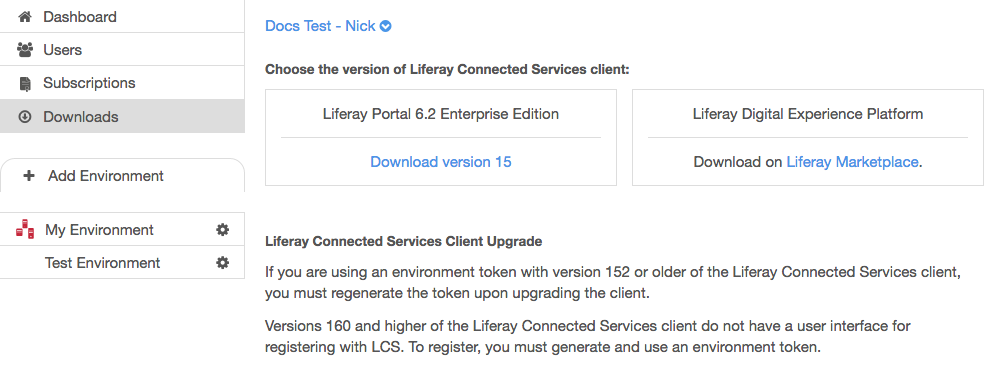 Dashboard
Users
Subscriptions
Downloads
Add Environment
My Environment
Test Environment
Docs Test - Nick
Choose the version of Liferay Connected Services client:
Liferay Portal 6.2 Enterprise Edition
Download version 15
Liferay Digital Experience Platform
Download on Liferay Marketplace.
Liferay Connected Services Client Upgrade
If you are using an environment token with version 152 or older of the Liferay Connected Services client,
you must regenerate the token upon upgrading the client.
Versions 160 and higher of the Liferay Connected Services client do not have a user interface for
registering with LCS. To register, you must generate and use an environment token.